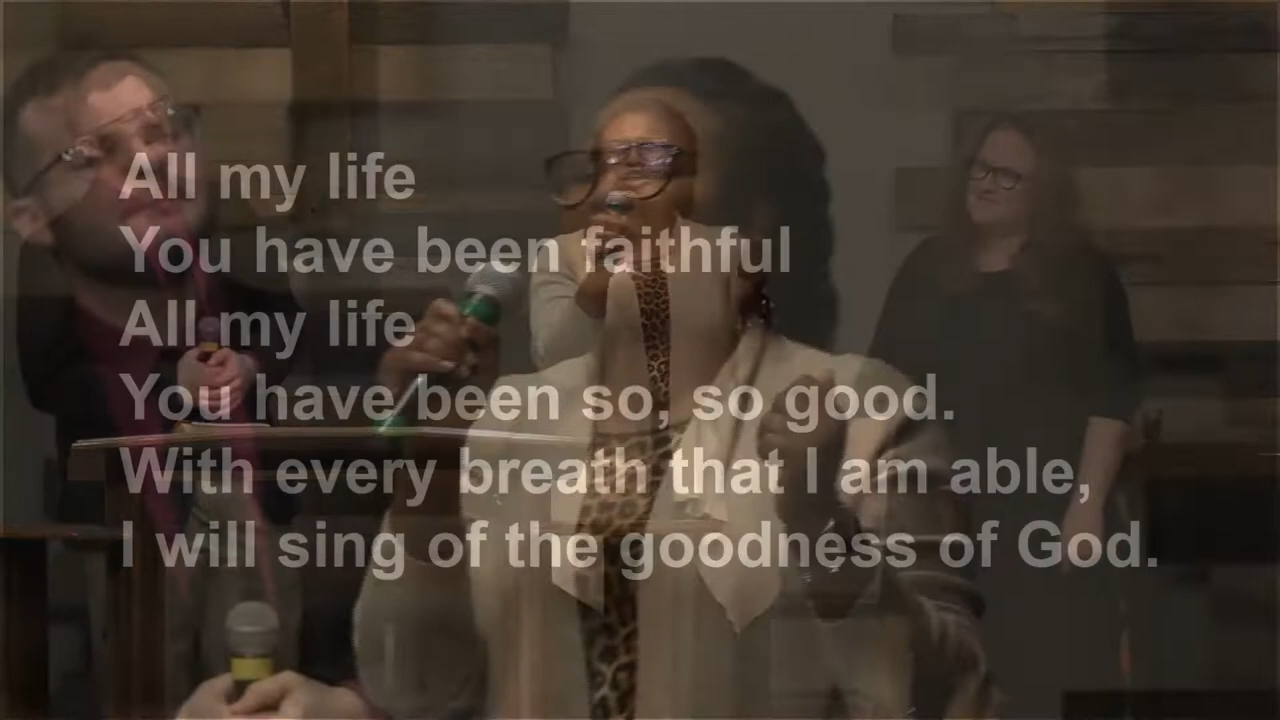 All my life
You have been faithful
All my life
You have been so, so good.
With every breath that I am able,
I will sing of the goodness of God.